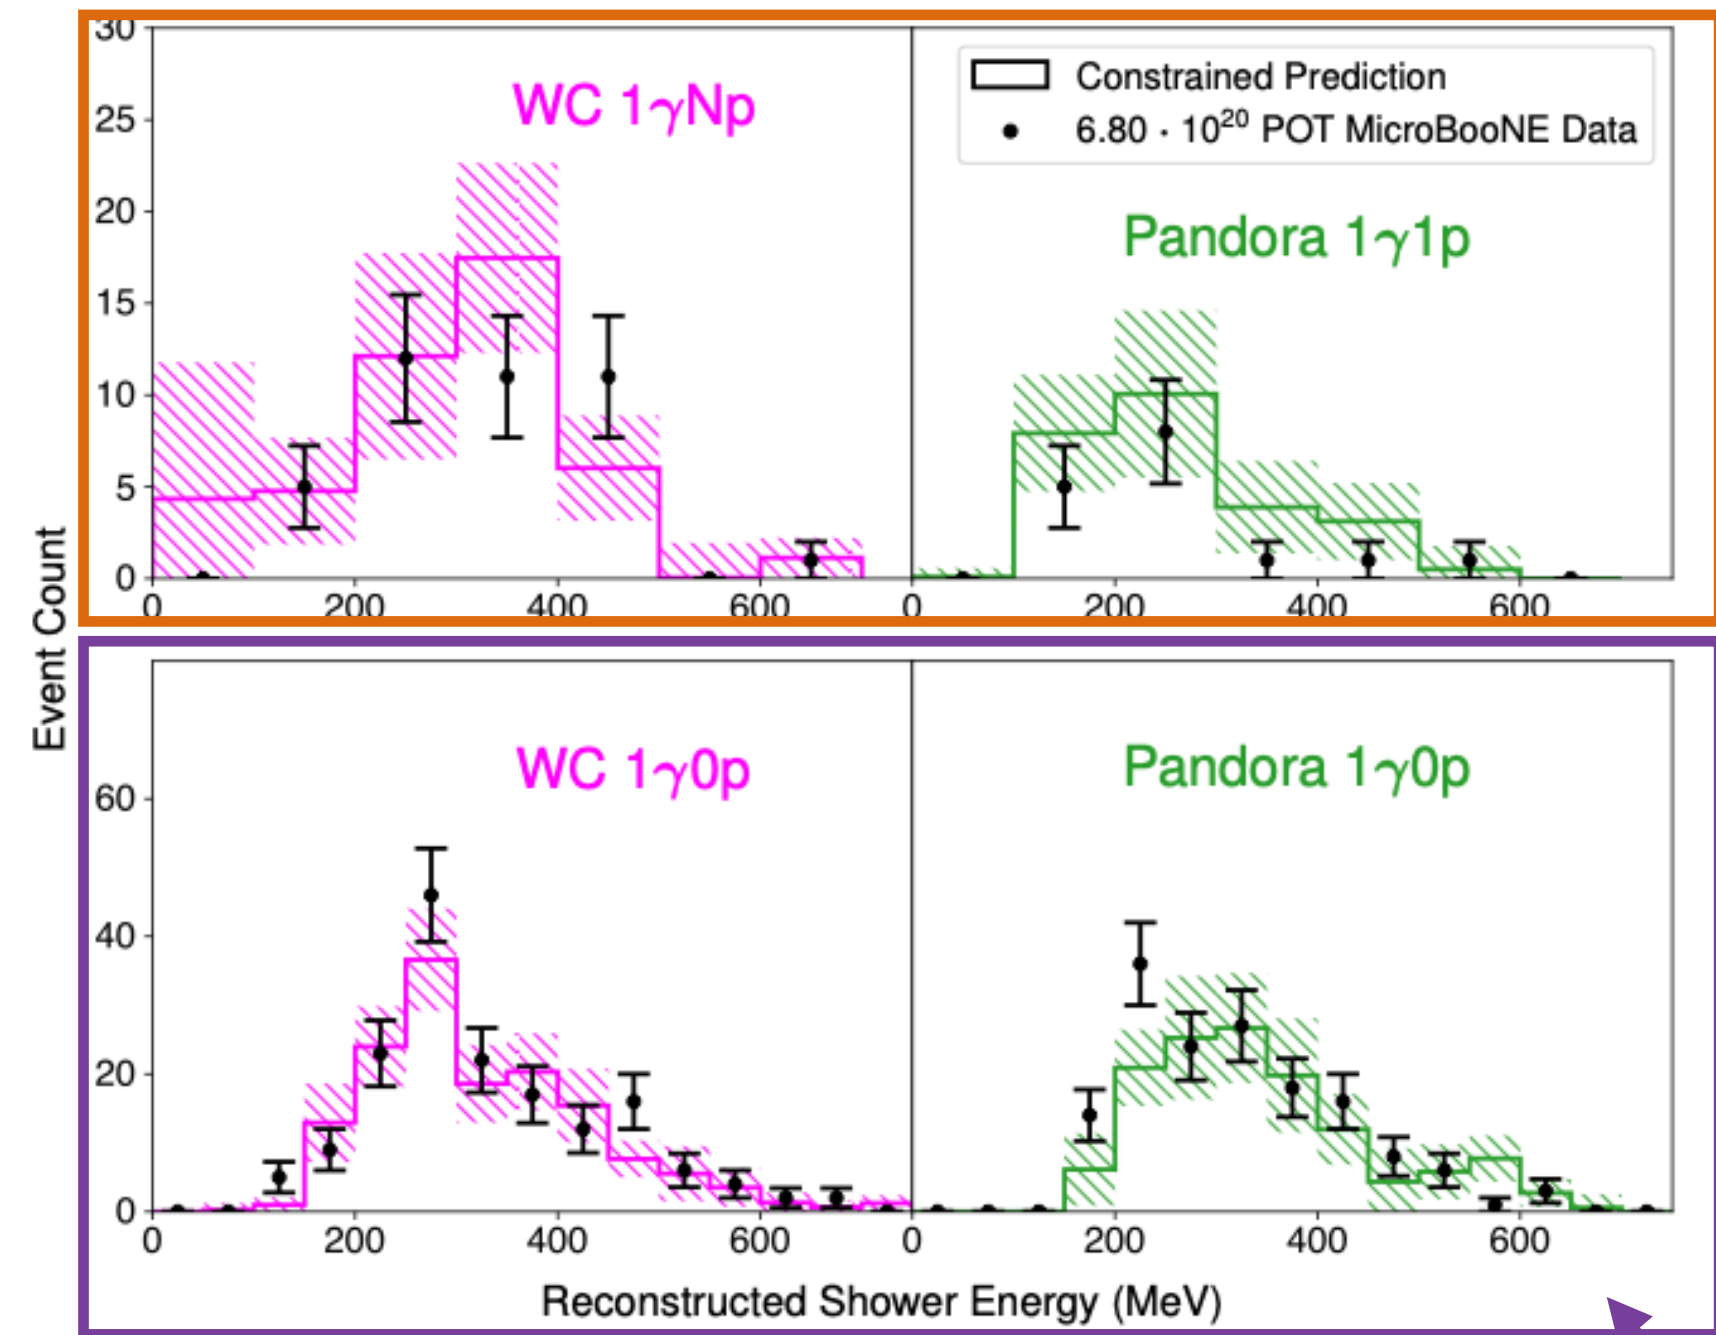 30
25
20
15
10
5
0
WC 1γNp
Constrained Prediction
6.80 · 10²⁰ POT MicroBooNE Data
Pandora 1γ1p
0 200 400 600 0 200 400 600
Event Count
WC 1γ0p
Pandora 1γ0p
60
40
20
0
0 200 400 600 0 200 400 600
Reconstructed Shower Energy (MeV)